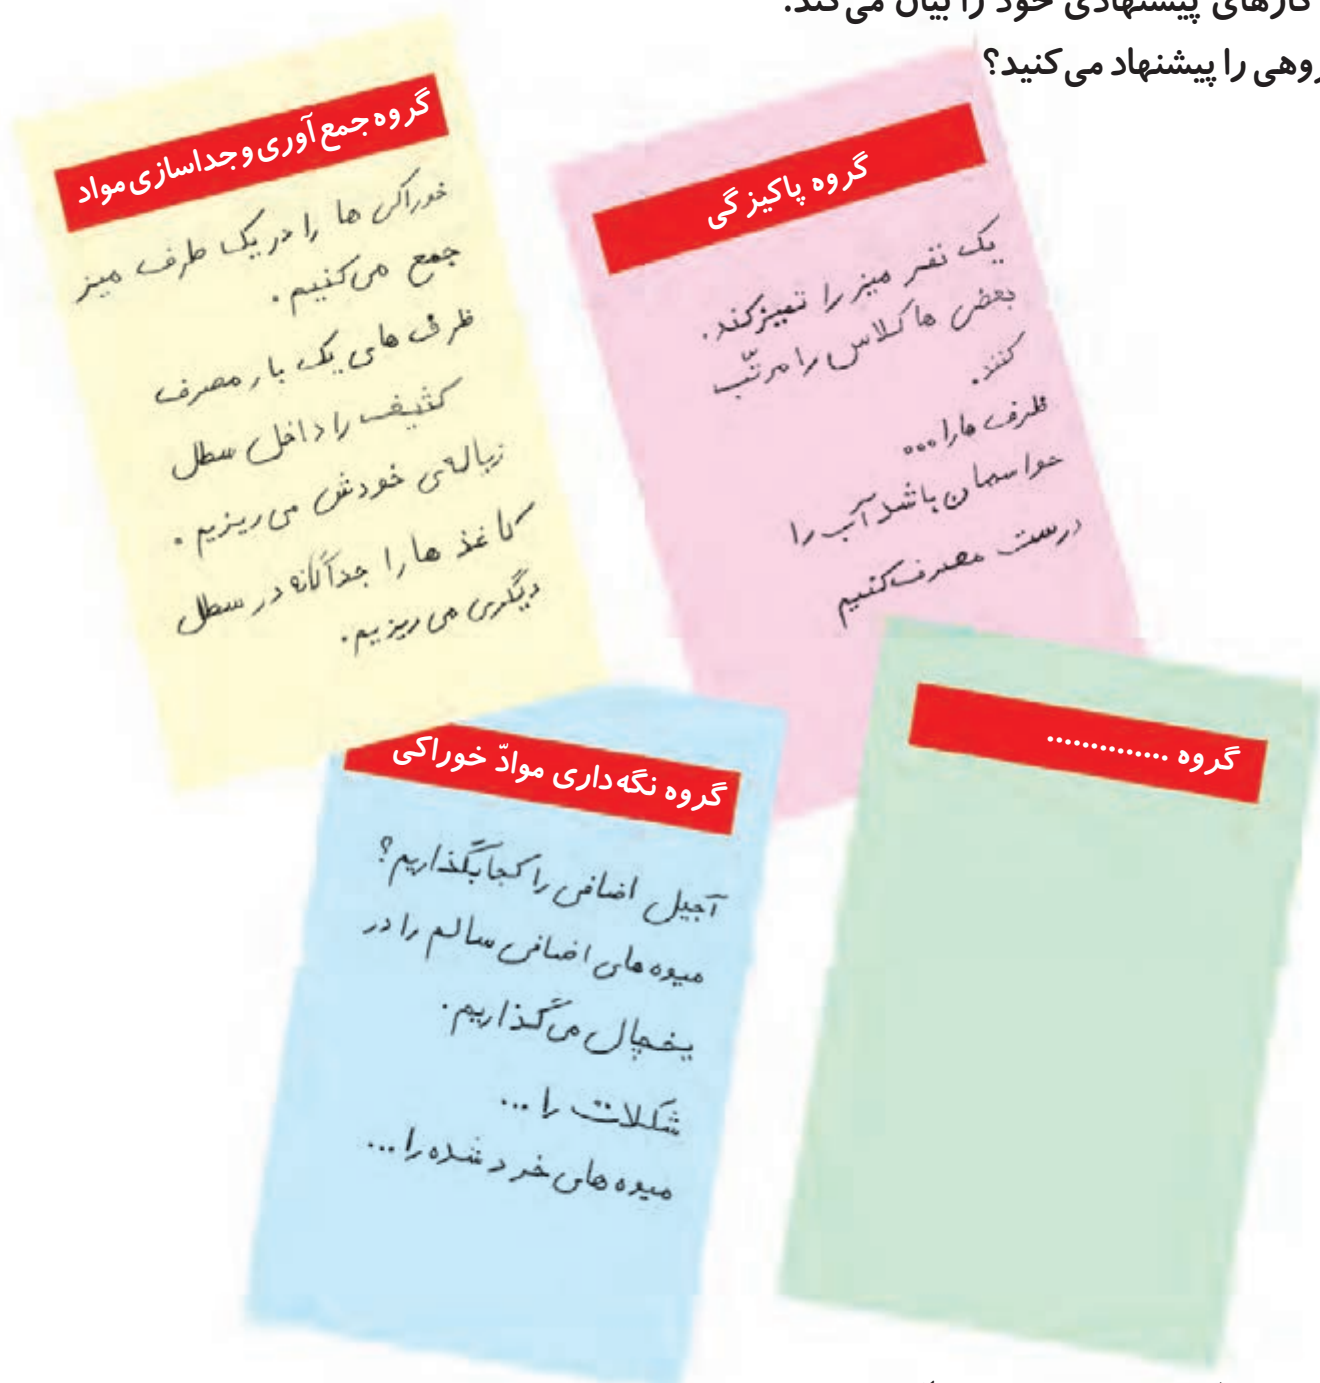 کارهای پیشنهادی خود را بیان می‌کند.
روهی را پیشنهاد می‌کنید؟
گروه پاکیزگی
یک نفر میز را تمیز کند.
بعضی ها کلاس را مرتّب
کنند.
ظرف ها را...
حواسمان باشد آب را
درست مصرف کنیم
گروه جمع آوری و جداسازی مواد
خوراکی ها را در یک طرف میز
جمع می کنیم.
ظرف های یک بار مصرف
کثیف را داخل سطل
زباله‌ی خودش می ریزیم.
کاغذ ها را جداگانه در سطل
دیگری می ریزیم.
گروه ..............
گروه نگه‌داری موادّ خوراکی
آجیل اضافی را کجا بگذاریم؟
میوه های اضافی سالم را در
یخچال می گذاریم.
شکلات را...
میوه های خرد شده را...